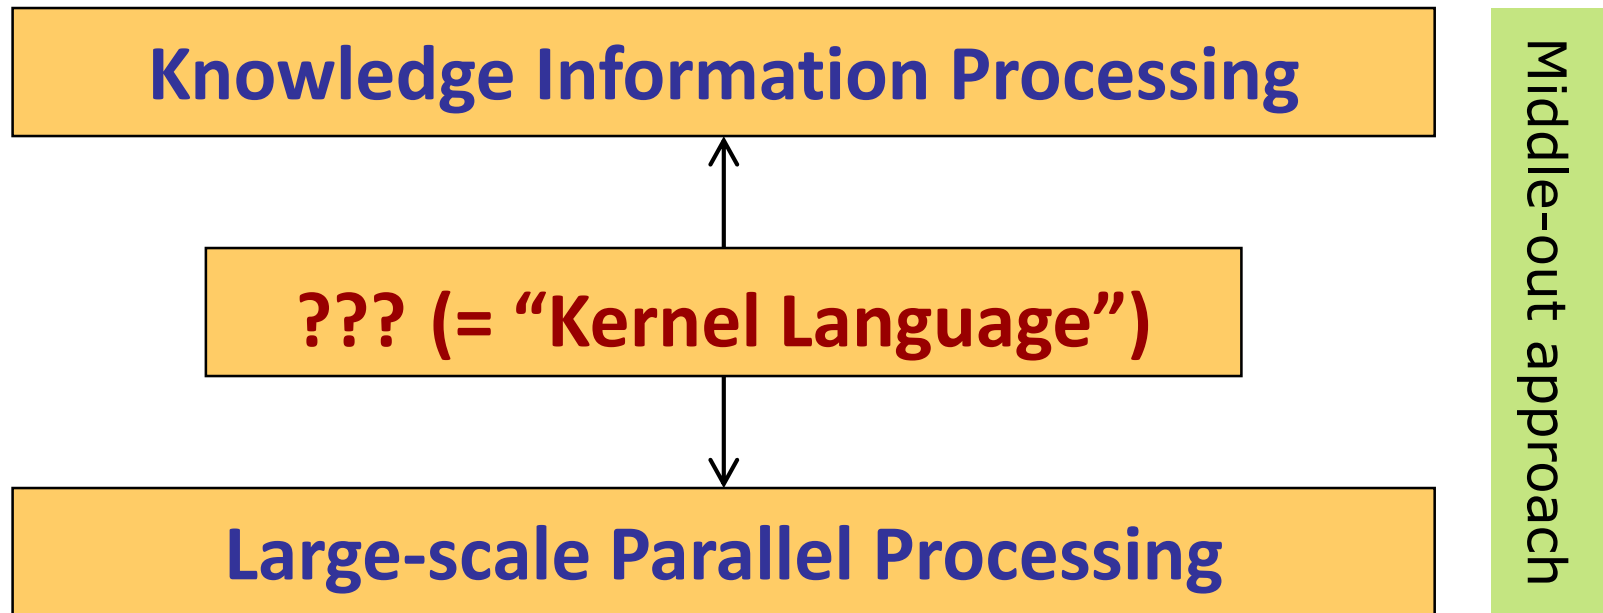 Knowledge Information Processing
??? (= “Kernel Language”)
Large-scale Parallel Processing
Middle-out approach